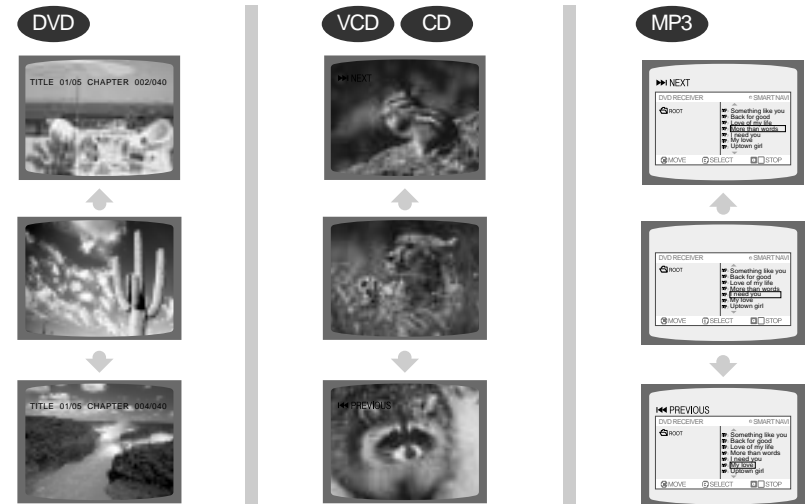 DVD
TITLE 01/05 CHAPTER 002/040
TITLE 01/05 CHAPTER 004/040
VCD CD
NEXT
PREVIOUS
MP3
NEXT
DVD RECEIVER SMART NAVI
ROOT
Something like you
Back for good
Love of my life
More than words
I need you
My love
Uptown girl
MOVE SELECT STOP
DVD RECEIVER SMART NAVI
ROOT
Something like you
Back for good
Love of my life
More than words
I need you
My love
Uptown girl
MOVE SELECT STOP
PREVIOUS
DVD RECEIVER SMART NAVI
ROOT
Something like you
Back for good
Love of my life
More than words
I need you
My love
Uptown girl
MOVE SELECT STOP